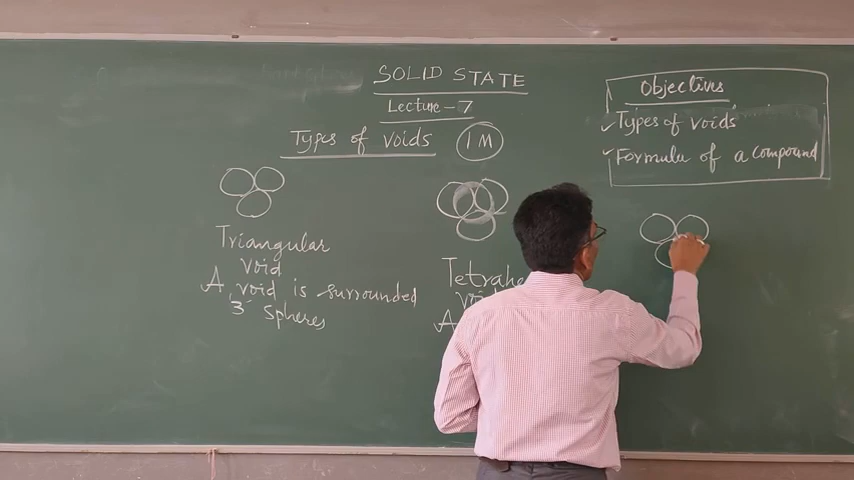 SOLID STATE
Lecture - 7
Types of voids 1M
Objectives
✓ Types of voids
✓ Formula of a compound
Triangular
void
A void is surrounded
3 spheres
Tetrahe
A